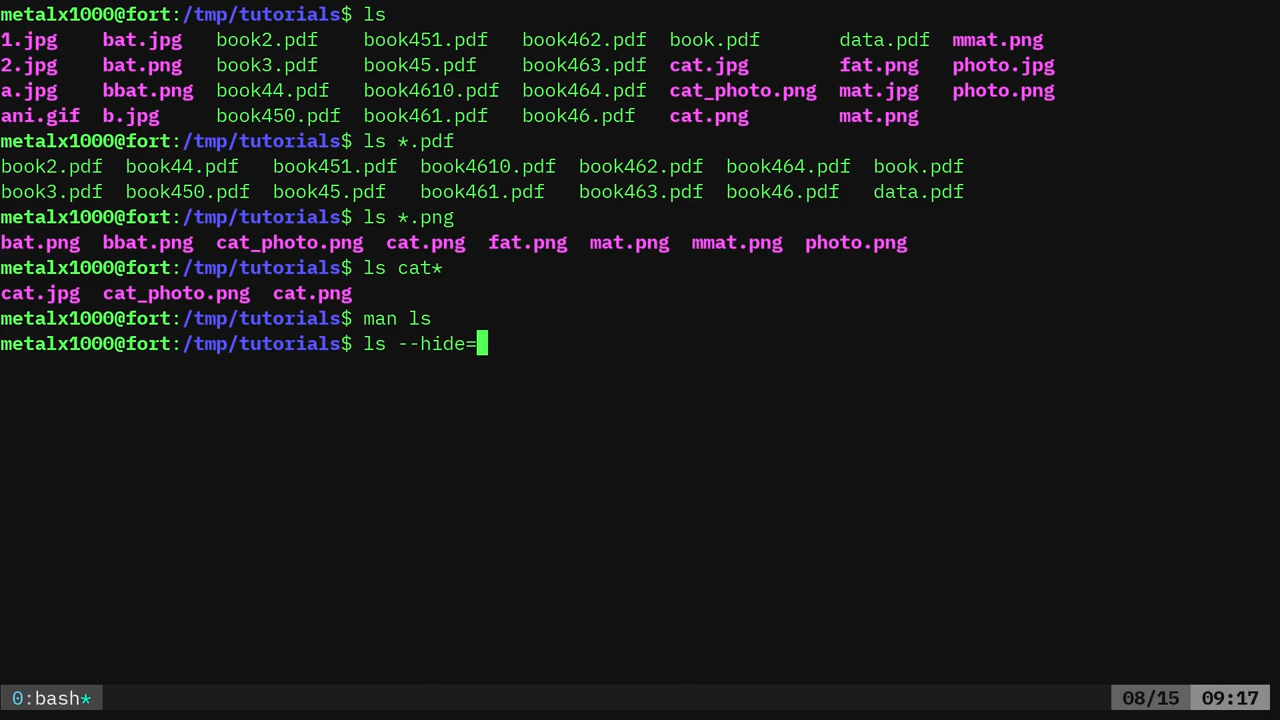 metalx1000@fort:/tmp/tutorials$ ls
1.jpg    bat.jpg   book2.pdf    book451.pdf   book462.pdf  book.pdf       data.pdf  mmat.png
2.jpg    bat.png   book3.pdf    book45.pdf    book463.pdf  cat.jpg        fat.png   photo.jpg
a.jpg    bbat.png  book44.pdf   book4610.pdf  book464.pdf  cat_photo.png  mat.jpg   photo.png
ani.gif  b.jpg     book450.pdf  book461.pdf   book46.pdf   cat.png        mat.png
metalx1000@fort:/tmp/tutorials$ ls *.pdf
book2.pdf  book44.pdf   book451.pdf  book4610.pdf  book462.pdf  book464.pdf  book.pdf
book3.pdf  book450.pdf  book45.pdf   book461.pdf   book463.pdf  book46.pdf   data.pdf
metalx1000@fort:/tmp/tutorials$ ls *.png
bat.png  bbat.png  cat_photo.png  cat.png  fat.png  mat.png  mmat.png  photo.png
metalx1000@fort:/tmp/tutorials$ ls cat*
cat.jpg  cat_photo.png  cat.png
metalx1000@fort:/tmp/tutorials$ man ls
metalx1000@fort:/tmp/tutorials$ ls --hide=
0:bash* 08/15 09:17